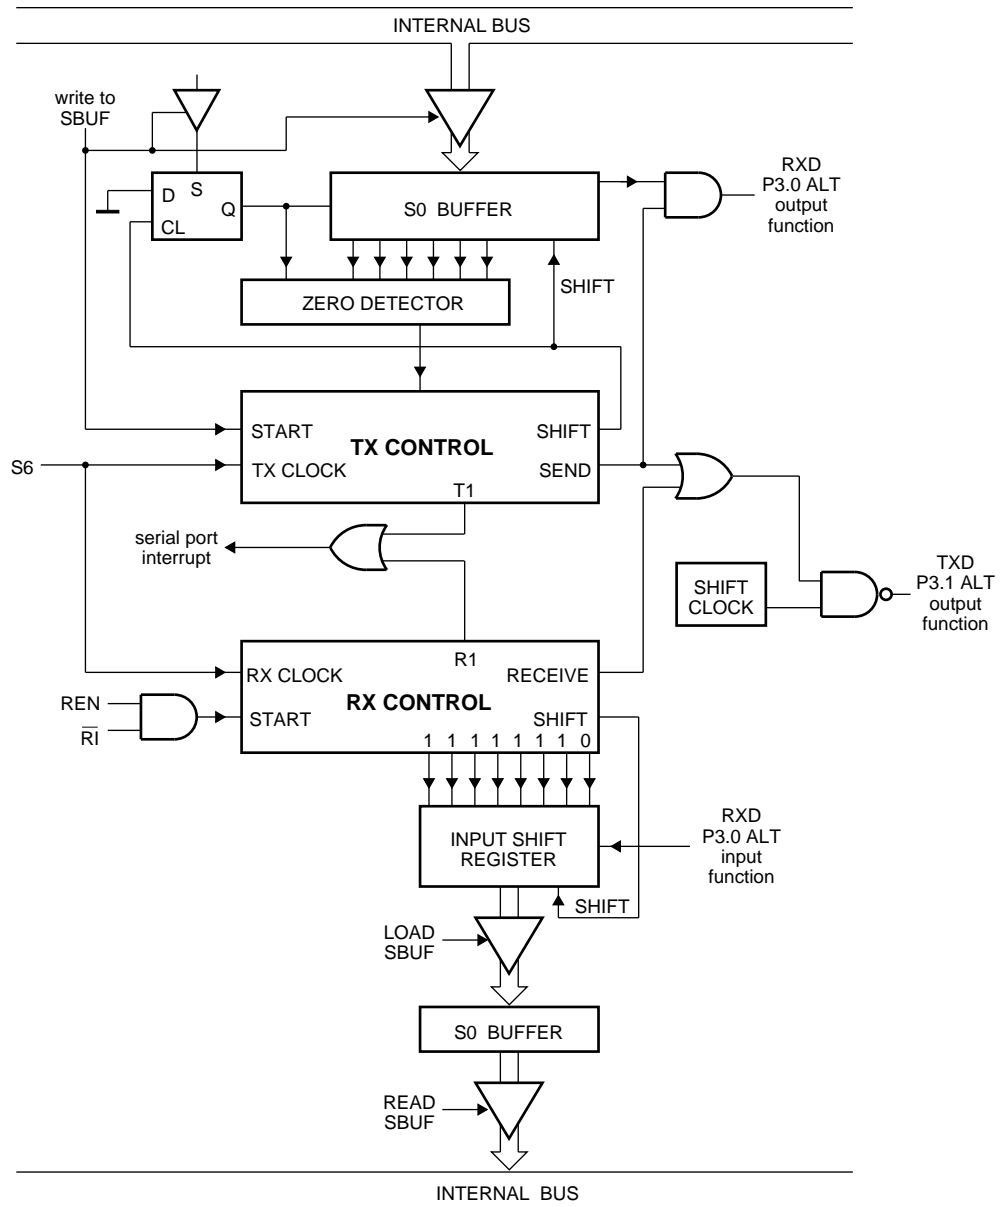 INTERNAL BUS
write to
SBUF
RXD
P3.0 ALT
output
function
D
S
Q
CL
S0 BUFFER
SHIFT
ZERO DETECTOR
START
TX CONTROL
SHIFT
S6
TX CLOCK
SEND
T1
serial port
interrupt
SHIFT
CLOCK
TXD
P3.1 ALT
output
function
R1
RX CLOCK
RECEIVE
REN
R̅I̅
RX CONTROL
START
SHIFT
1 1 1 1 1 1 1 0
INPUT SHIFT
REGISTER
RXD
P3.0 ALT
input
function
SHIFT
LOAD
SBUF
S0 BUFFER
READ
SBUF
INTERNAL BUS